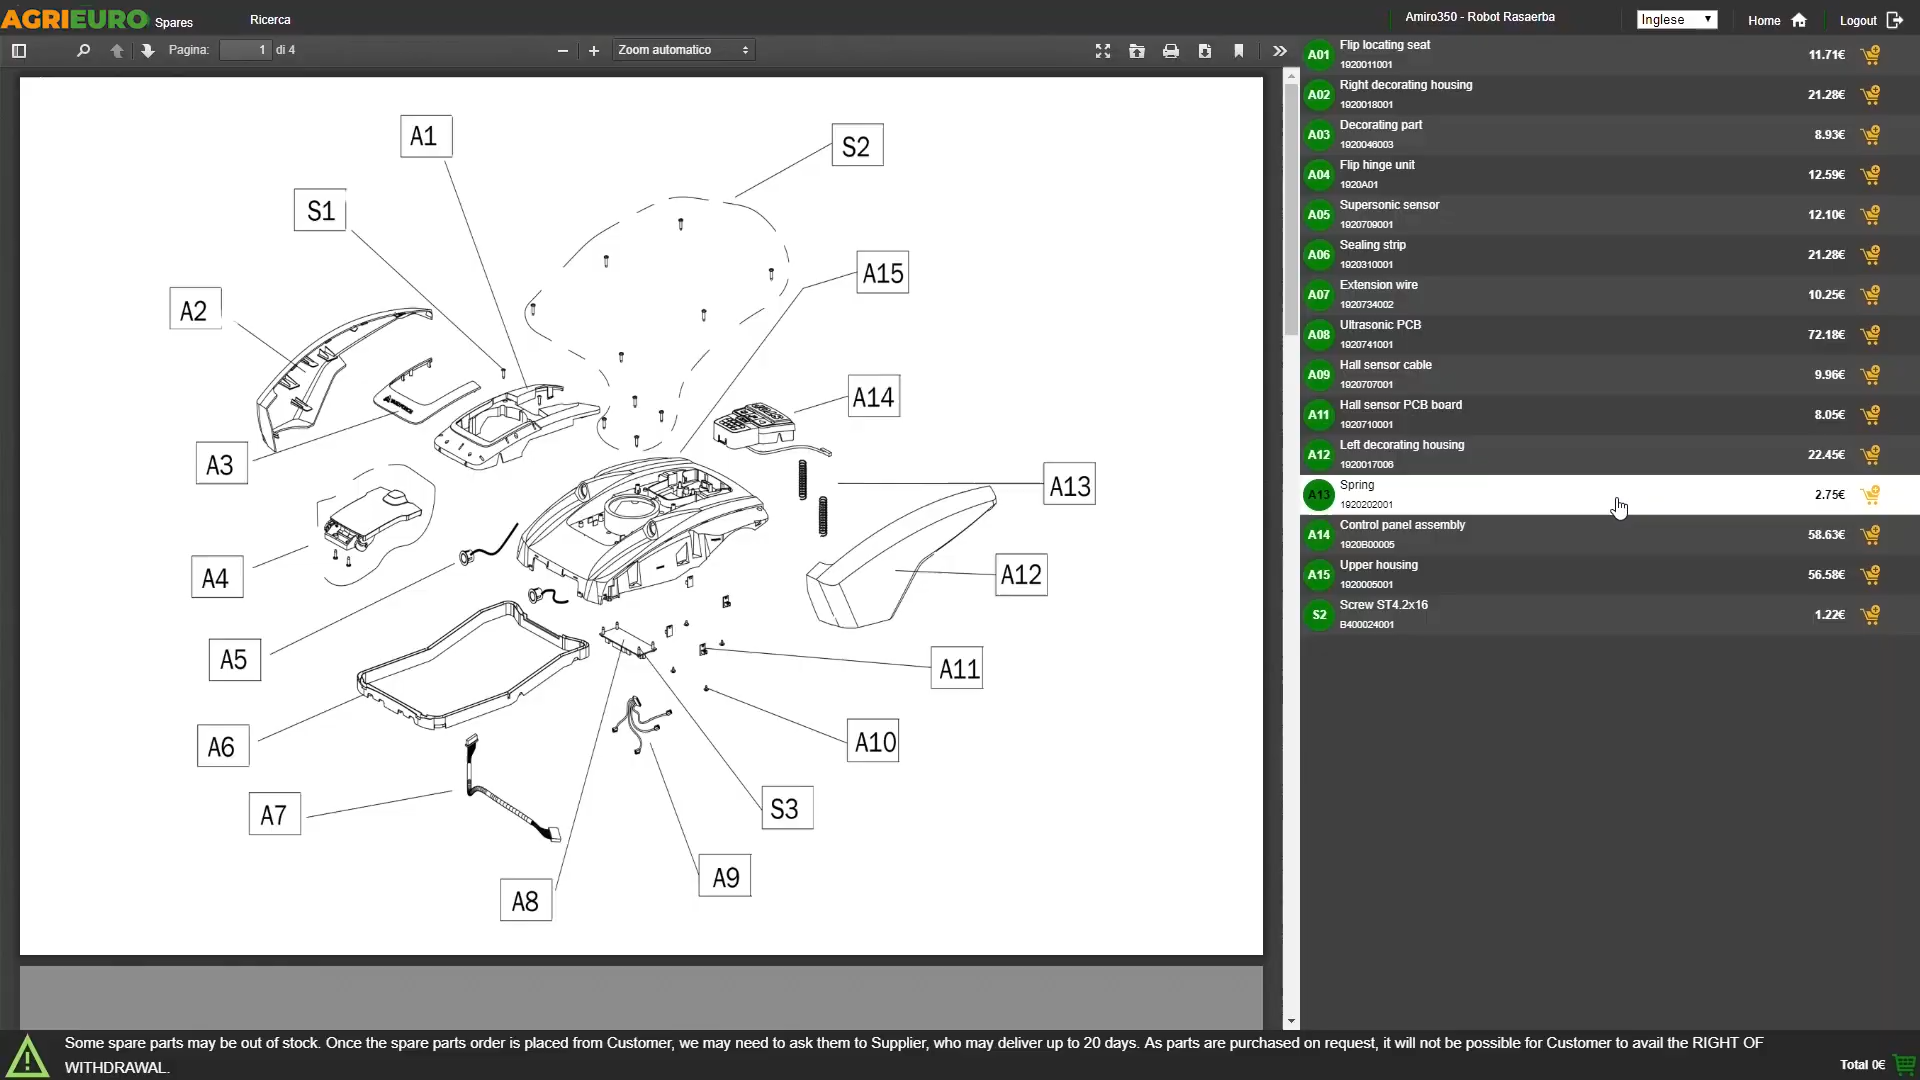 AGRIEURO Spares
Ricerca
Amiro350 - Robot Rasaerba
Inglese
Home
Logout
Pagina: 1 di 4
Zoom automatico
A1
S2
S1
A15
A2
A14
A3
A13
A4
A12
A5
A11
A6
A10
A7
S3
A9
A8
A01 Flip locating seat 11.71€
1920011001
A02 Right decorating housing 21.28€
1920018001
A03 Decorating part 8.93€
1920046003
A04 Flip hinge unit 12.59€
1920A01
A05 Supersonic sensor 12.10€
1920709001
A06 Sealing strip 21.28€
1920310001
A07 Extension wire 10.25€
1920734002
A08 Ultrasonic PCB 72.18€
1920741001
A09 Hall sensor cable 9.96€
1920707001
A11 Hall sensor PCB board 8.05€
1920710001
A12 Left decorating housing 22.45€
1920017006
A13 Spring 2.75€
1920202001
A14 Control panel assembly 58.63€
1920B00005
A15 Upper housing 56.58€
1920005001
S2 Screw ST4.2x16 1.22€
B400024001
Some spare parts may be out of stock. Once the spare parts order is placed from Customer, we may need to ask them to Supplier, who may deliver up to 20 days. As parts are purchased on request, it will not be possible for Customer to avail the RIGHT OF
WITHDRAWAL.
Total 0€